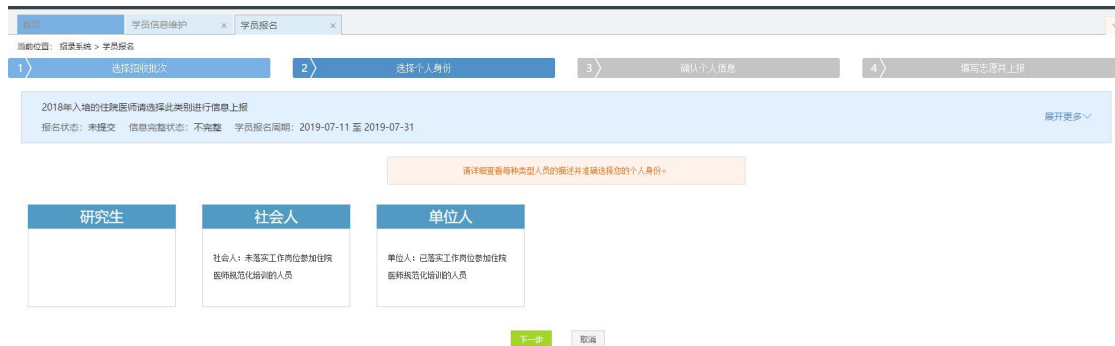 首页 学员信息维护 × 学员报名 ×
当前位置： 招录系统 > 学员报名
1 选择招收批次 2 选择个人身份 3 确认个人信息 4 填写志愿并上报
2018年入培的住院医师请选择此类别进行信息上报
报名状态：未提交 信息完整状态：不完整 学员报名周期：2019-07-11 至 2019-07-31
展开更多
请详细查看每种类型人员的描述并准确选择您的个人身份。
研究生 社会人 单位人
社会人：未落实工作岗位参加住院
医师规范化培训的人员
单位人：已落实工作岗位参加住院
医师规范化培训的人员
下一步 取消